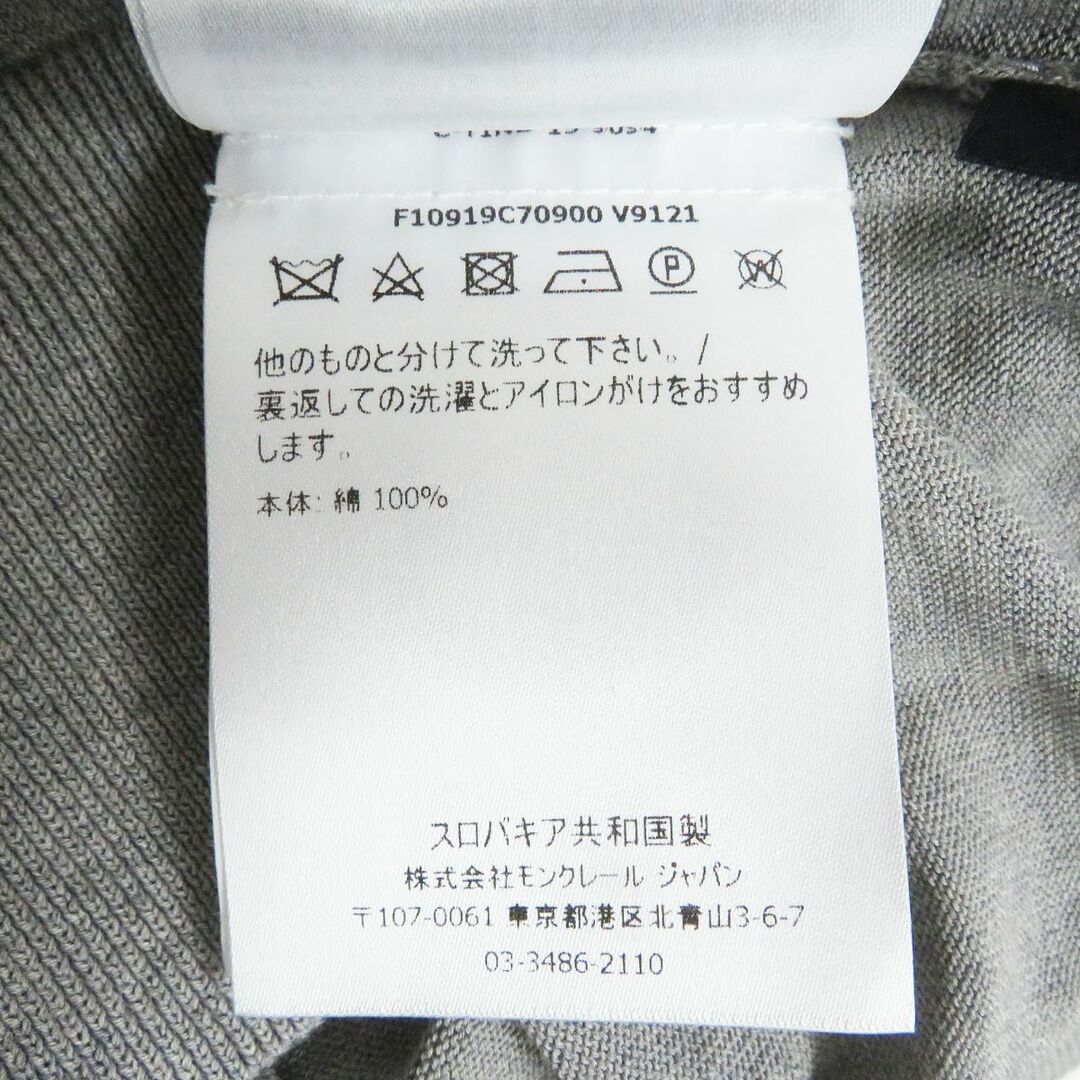 F10919C70900 V9121
他のものと分けて洗って下さい。/
裏返しての洗濯とアイロンがけをおすすめ
します。
本体: 綿 100%
スロバキア共和国製
株式会社モンクレール ジャパン
〒107-0061 東京都港区北青山3-6-7
03-3486-2110